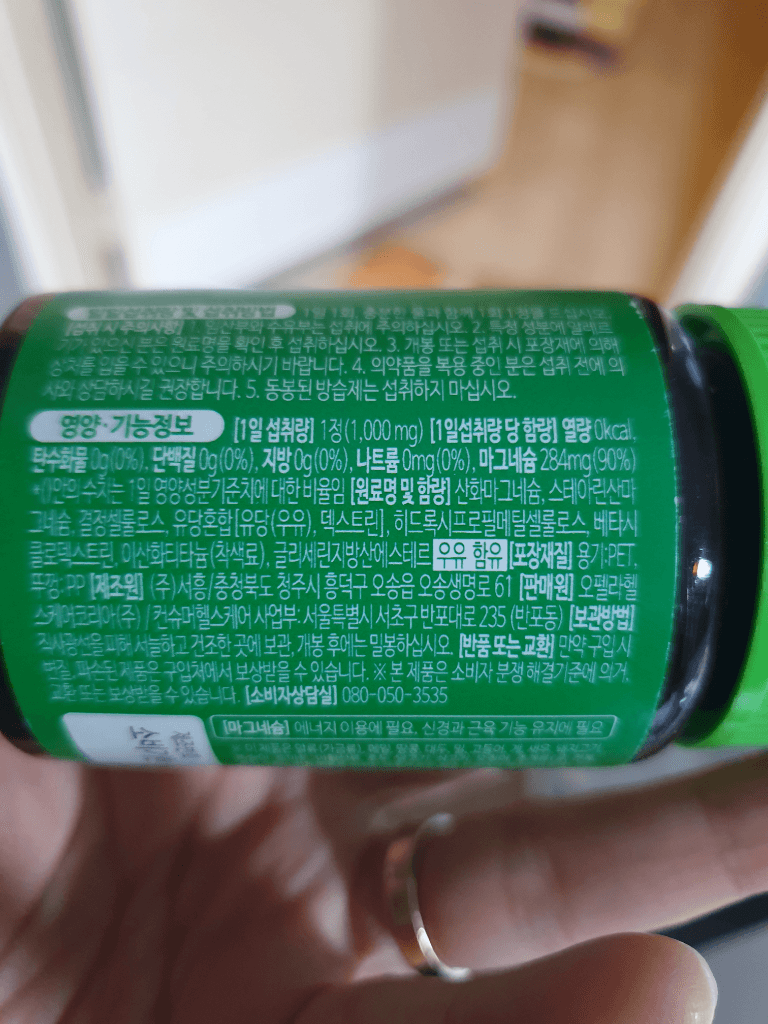 일일섭취량 및 섭취방법 1일 1회, 충분한 물과 함께 1회 1정을 드십시오.
[섭취 시 주의사항] 1. 임산부와 수유부는 섭취에 주의하십시오. 2. 특정 성분에 알레르
기가 있으신 분은 원료명을 확인 후 섭취하십시오. 3. 개봉 또는 섭취 시 포장재에 의해
상처를 입을 수 있으니 주의하시기 바랍니다. 4. 의약품을 복용 중인 분은 섭취 전에 의
사와 상담하시길 권장합니다. 5. 동봉된 방습제는 섭취하지 마십시오.
영양·기능정보 [1일 섭취량] 1정(1,000 mg) [1일섭취량 당 함량] 열량 0kcal,
탄수화물 0g(0%), 단백질 0g(0%), 지방 0g(0%), 나트륨 0mg(0%), 마그네슘 284mg(90%)
*( )안의 수치는 1일 영양성분기준치에 대한 비율임 [원료명 및 함량] 산화마그네슘, 스테아린산마
그네슘, 결정셀룰로스, 유당혼합[유당(우유), 덱스트린], 히드록시프로필메틸셀룰로스, 베타시
클로덱스트린, 이산화티타늄(착색료), 글리세린지방산에스테르 우유 함유 [포장재질] 용기:PET,
뚜껑: PP [제조원] (주)서흥/충청북도 청주시 흥덕구 오송읍 오송생명로 61 [판매원] 오펠라헬
스케어코리아(주) / 컨슈머헬스케어 사업부: 서울특별시 서초구 반포대로 235 (반포동) [보관방법]
직사광선을 피해 서늘하고 건조한 곳에 보관, 개봉 후에는 밀봉하십시오. [반품 또는 교환] 만약 구입 시
변질, 파손된 제품은 구입처에서 보상받을 수 있습니다. ※ 본 제품은 소비자 분쟁 해결기준에 의거,
교환 또는 보상받을 수 있습니다. [소비자상담실] 080-050-3535
[마그네슘] 에너지 이용에 필요, 신경과 근육 기능 유지에 필요